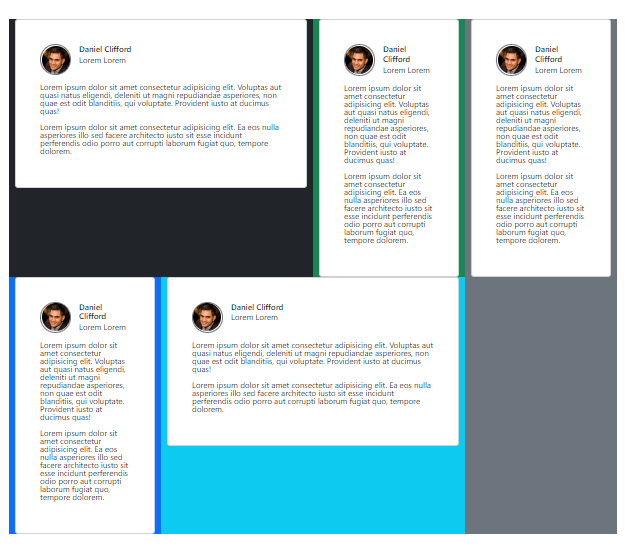 Daniel Clifford
Lorem Lorem
Lorem ipsum dolor sit amet consectetur adipisicing elit. Voluptas aut
quasi natus eligendi, deleniti ut magni repudiandae asperiores, non
quae est odit blanditiis, qui voluptate. Provident iusto at ducimus
quas!
Lorem ipsum dolor sit amet consectetur adipisicing elit. Ea eos nulla
asperiores illo sed facere architecto iusto sit esse incidunt
perferendis odio porro aut corrupti laborum fugiat quo, tempore
dolorem.
Daniel
Clifford
Lorem Lorem
Lorem ipsum dolor sit
amet consectetur
adipisicing elit. Voluptas
aut quasi natus eligendi,
deleniti ut magni
repudiandae asperiores,
non quae est odit
blanditiis, qui voluptate.
Provident iusto at
ducimus quas!
Lorem ipsum dolor sit
amet consectetur
adipisicing elit. Ea eos
nulla asperiores illo sed
facere architecto iusto sit
esse incidunt perferendis
odio porro aut corrupti
laborum fugiat quo,
tempore dolorem.
Daniel
Clifford
Lorem Lorem
Lorem ipsum dolor sit
amet consectetur
adipisicing elit. Voluptas
aut quasi natus eligendi,
deleniti ut magni
repudiandae asperiores,
non quae est odit
blanditiis, qui voluptate.
Provident iusto at
ducimus quas!
Lorem ipsum dolor sit
amet consectetur
adipisicing elit. Ea eos
nulla asperiores illo sed
facere architecto iusto sit
esse incidunt perferendis
odio porro aut corrupti
laborum fugiat quo,
tempore dolorem.
Daniel
Clifford
Lorem Lorem
Lorem ipsum dolor sit
amet consectetur
adipisicing elit. Voluptas
aut quasi natus eligendi,
deleniti ut magni
repudiandae asperiores,
non quae est odit
blanditiis, qui voluptate.
Provident iusto at
ducimus quas!
Lorem ipsum dolor sit
amet consectetur
adipisicing elit. Ea eos
nulla asperiores illo sed
facere architecto iusto sit
esse incidunt perferendis
odio porro aut corrupti
laborum fugiat quo,
tempore dolorem.
Daniel Clifford
Lorem Lorem
Lorem ipsum dolor sit amet consectetur adipisicing elit. Voluptas aut
quasi natus eligendi, deleniti ut magni repudiandae asperiores, non
quae est odit blanditiis, qui voluptate. Provident iusto at ducimus
quas!
Lorem ipsum dolor sit amet consectetur adipisicing elit. Ea eos nulla
asperiores illo sed facere architecto iusto sit esse incidunt
perferendis odio porro aut corrupti laborum fugiat quo, tempore
dolorem.